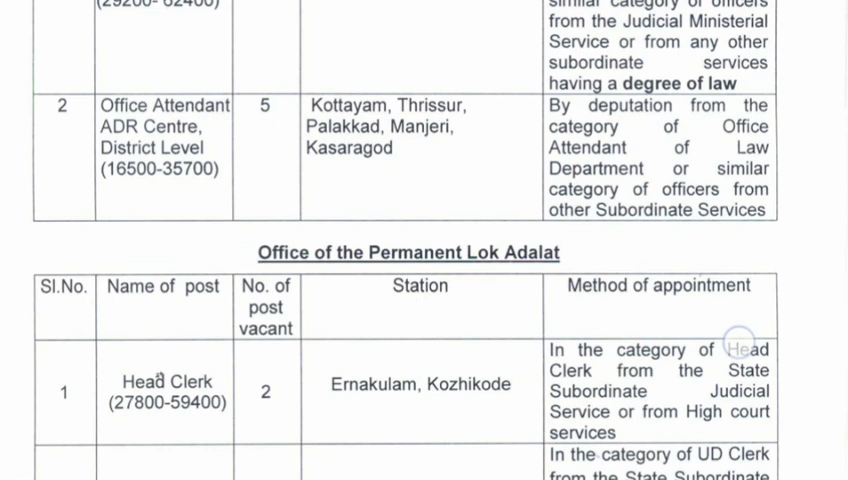 (29200- 62400)
similar category of officers
from the Judicial Ministerial
Service or from any other
subordinate services
having a degree of law
2
Office Attendant
ADR Centre,
District Level
(16500-35700)
5
Kottayam, Thrissur,
Palakkad, Manjeri,
Kasaragod
By deputation from the
category of Office
Attendant of Law
Department or similar
category of officers from
other Subordinate Services
Office of the Permanent Lok Adalat
Sl.No.
Name of post
No. of
post
vacant
Station
Method of appointment
1
Head Clerk
(27800-59400)
2
Ernakulam, Kozhikode
In the category of Head
Clerk from the State
Subordinate Judicial
Service or from High court
services
In the category of UD Clerk
from the State Subordinate